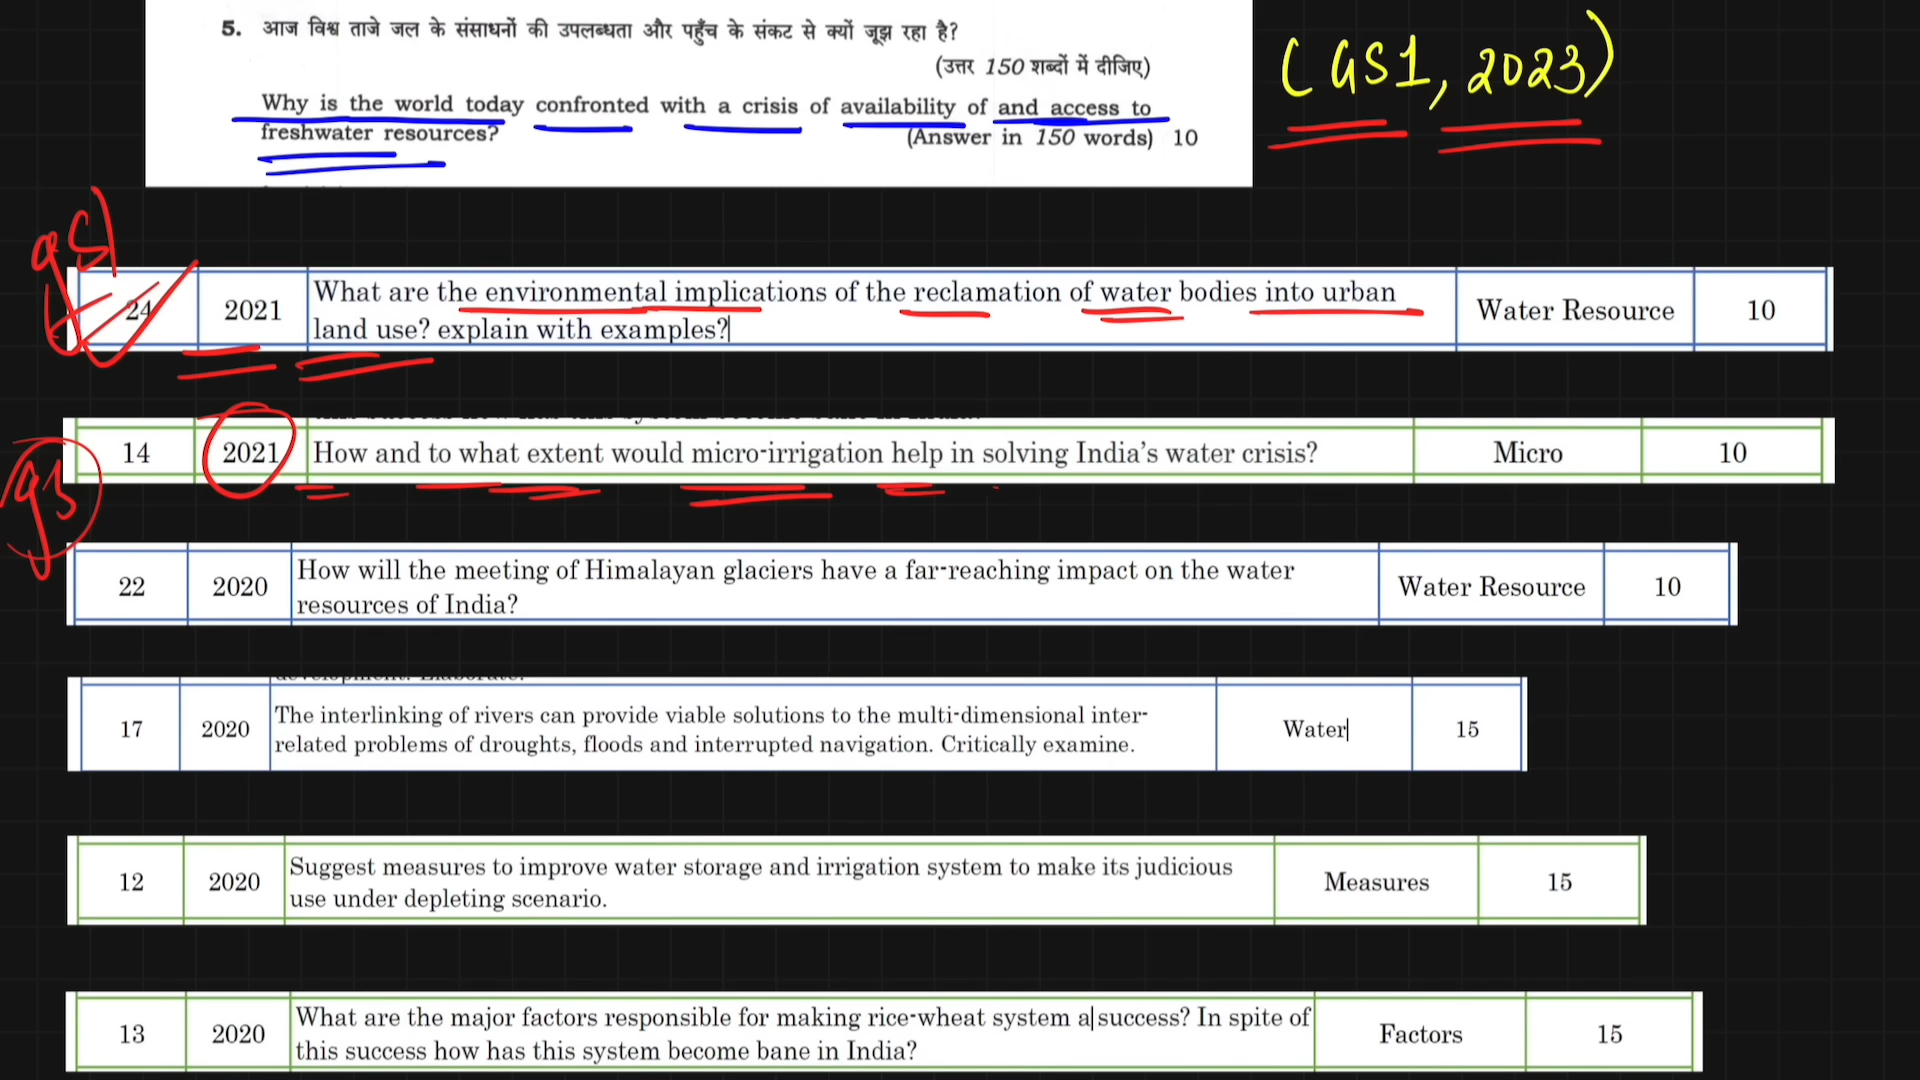 5. आज विश्व ताजे जल के संसाधनों की उपलब्धता और पहुँच के संकट से क्यों जूझ रहा है?
(उत्तर 150 शब्दों में दीजिए)
Why is the world today confronted with a crisis of availability of and access to
freshwater resources?
(Answer in 150 words) 10
(GS1, 2023)
GS1
24 2021 What are the environmental implications of the reclamation of water bodies into urban
land use? explain with examples? Water Resource 10
14 2021 How and to what extent would micro-irrigation help in solving India's water crisis? Micro 10
22 2020 How will the meeting of Himalayan glaciers have a far-reaching impact on the water
resources of India? Water Resource 10
17 2020 The interlinking of rivers can provide viable solutions to the multi-dimensional inter-
related problems of droughts, floods and interrupted navigation. Critically examine. Water 15
12 2020 Suggest measures to improve water storage and irrigation system to make its judicious
use under depleting scenario. Measures 15
13 2020 What are the major factors responsible for making rice-wheat system a success? In spite of
this success how has this system become bane in India? Factors 15